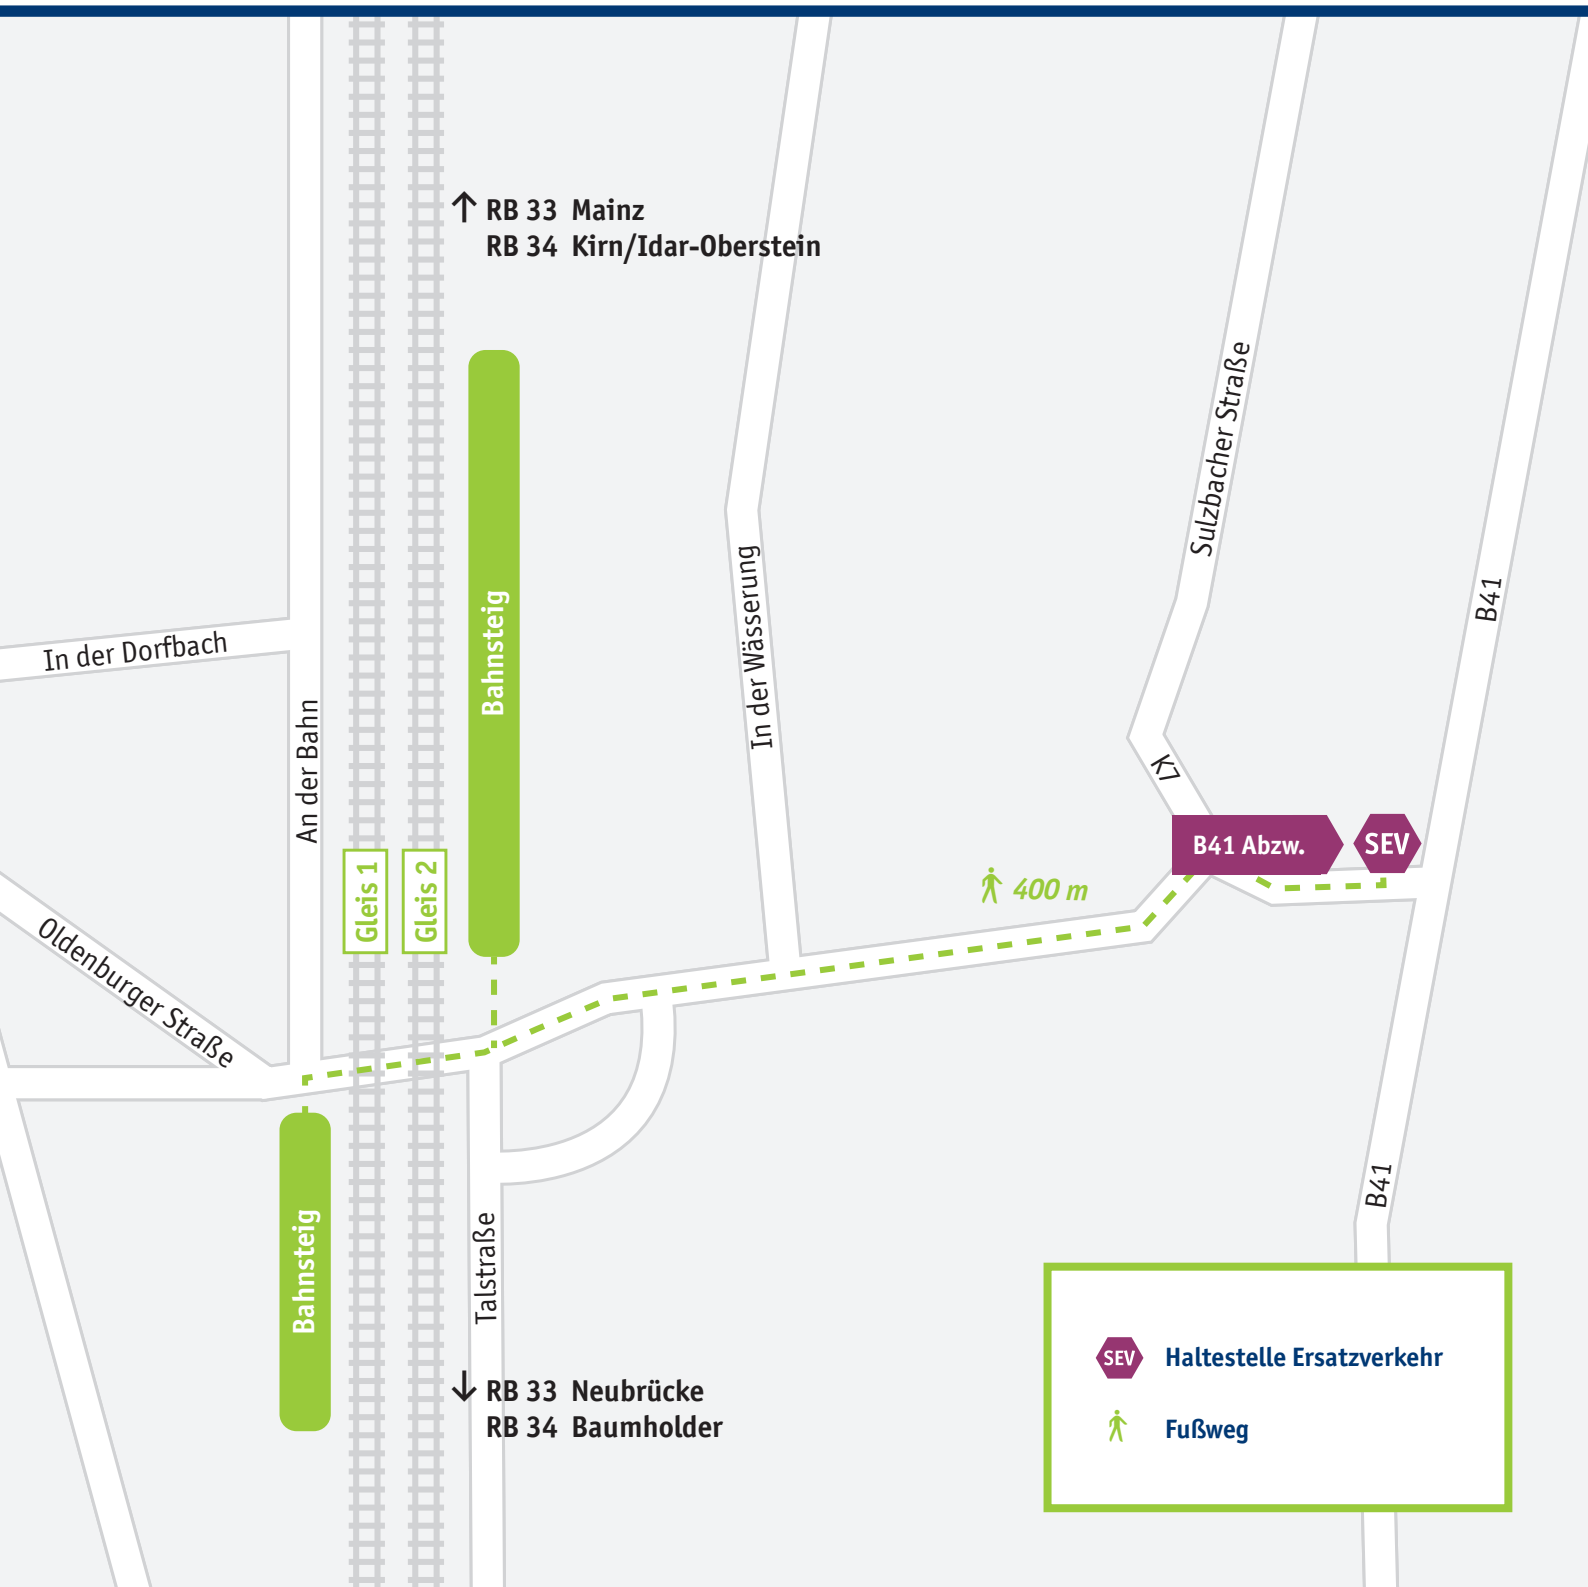 RB 33 Mainz
RB 34 Kirn/Idar-Oberstein
Sulzbacher Straße
Bahnsteig
In der Wässerung
B41
In der Dorfbach
An der Bahn
K7
B41 Abzw.
SEV
Gleis 1
Gleis 2
400 m
Oldenburger Straße
B41
Bahnsteig
Talstraße
RB 33 Neubrücke
RB 34 Baumholder
SEV Haltestelle Ersatzverkehr
Fußweg